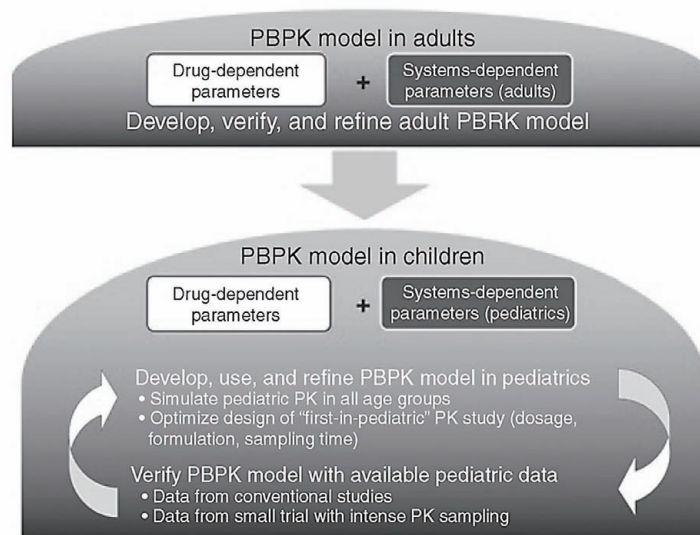 PBPK model in adults
Drug-dependent
parameters
+
Systems-dependent
parameters (adults)
Develop, verify, and refine adult PBRK model
PBPK model in children
Drug-dependent
parameters
+
Systems-dependent
parameters (pediatrics)
Develop, use, and refine PBPK model in pediatrics
• Simulate pediatric PK in all age groups
• Optimize design of “first-in-pediatric” PK study (dosage,
formulation, sampling time)
Verify PBPK model with available pediatric data
• Data from conventional studies
• Data from small trial with intense PK sampling